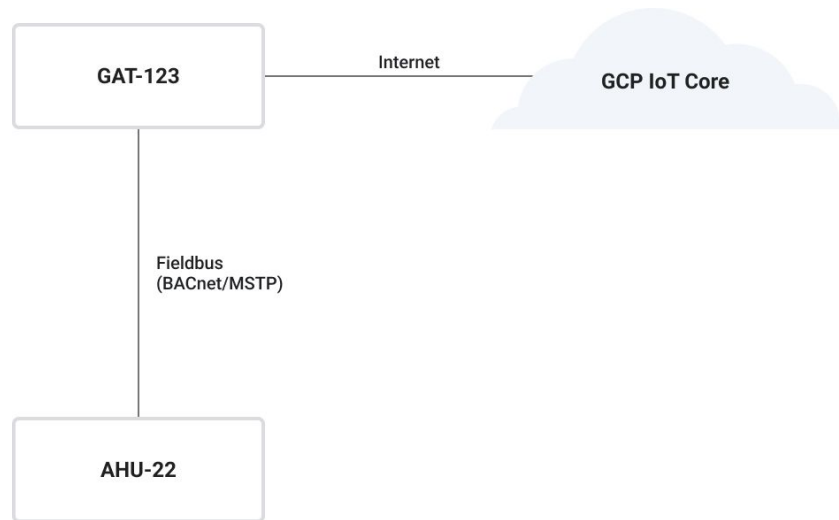 GAT-123
Internet
GCP IoT Core
Fieldbus
(BACnet/MSTP)
AHU-22